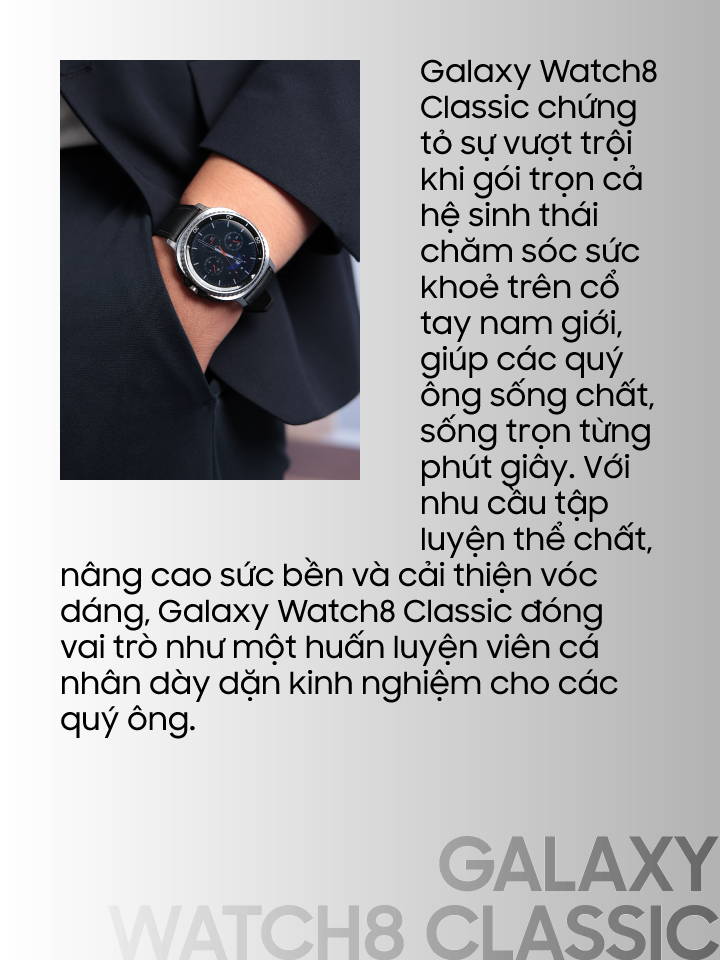 Galaxy Watch8
Classic chứng
tỏ sự vượt trội
khi gói trọn cả
hệ sinh thái
chăm sóc sức
khoẻ trên cổ
tay nam giới,
giúp các quý
ông sống chất,
sống trọn từng
phút giây. Với
nhu cầu tập
luyện thể chất,
nâng cao sức bền và cải thiện vóc
dáng, Galaxy Watch8 Classic đóng
vai trò như một huấn luyện viên cá
nhân dày dặn kinh nghiệm cho các
quý ông.
GALAXY
WATCH8 CLASSIC